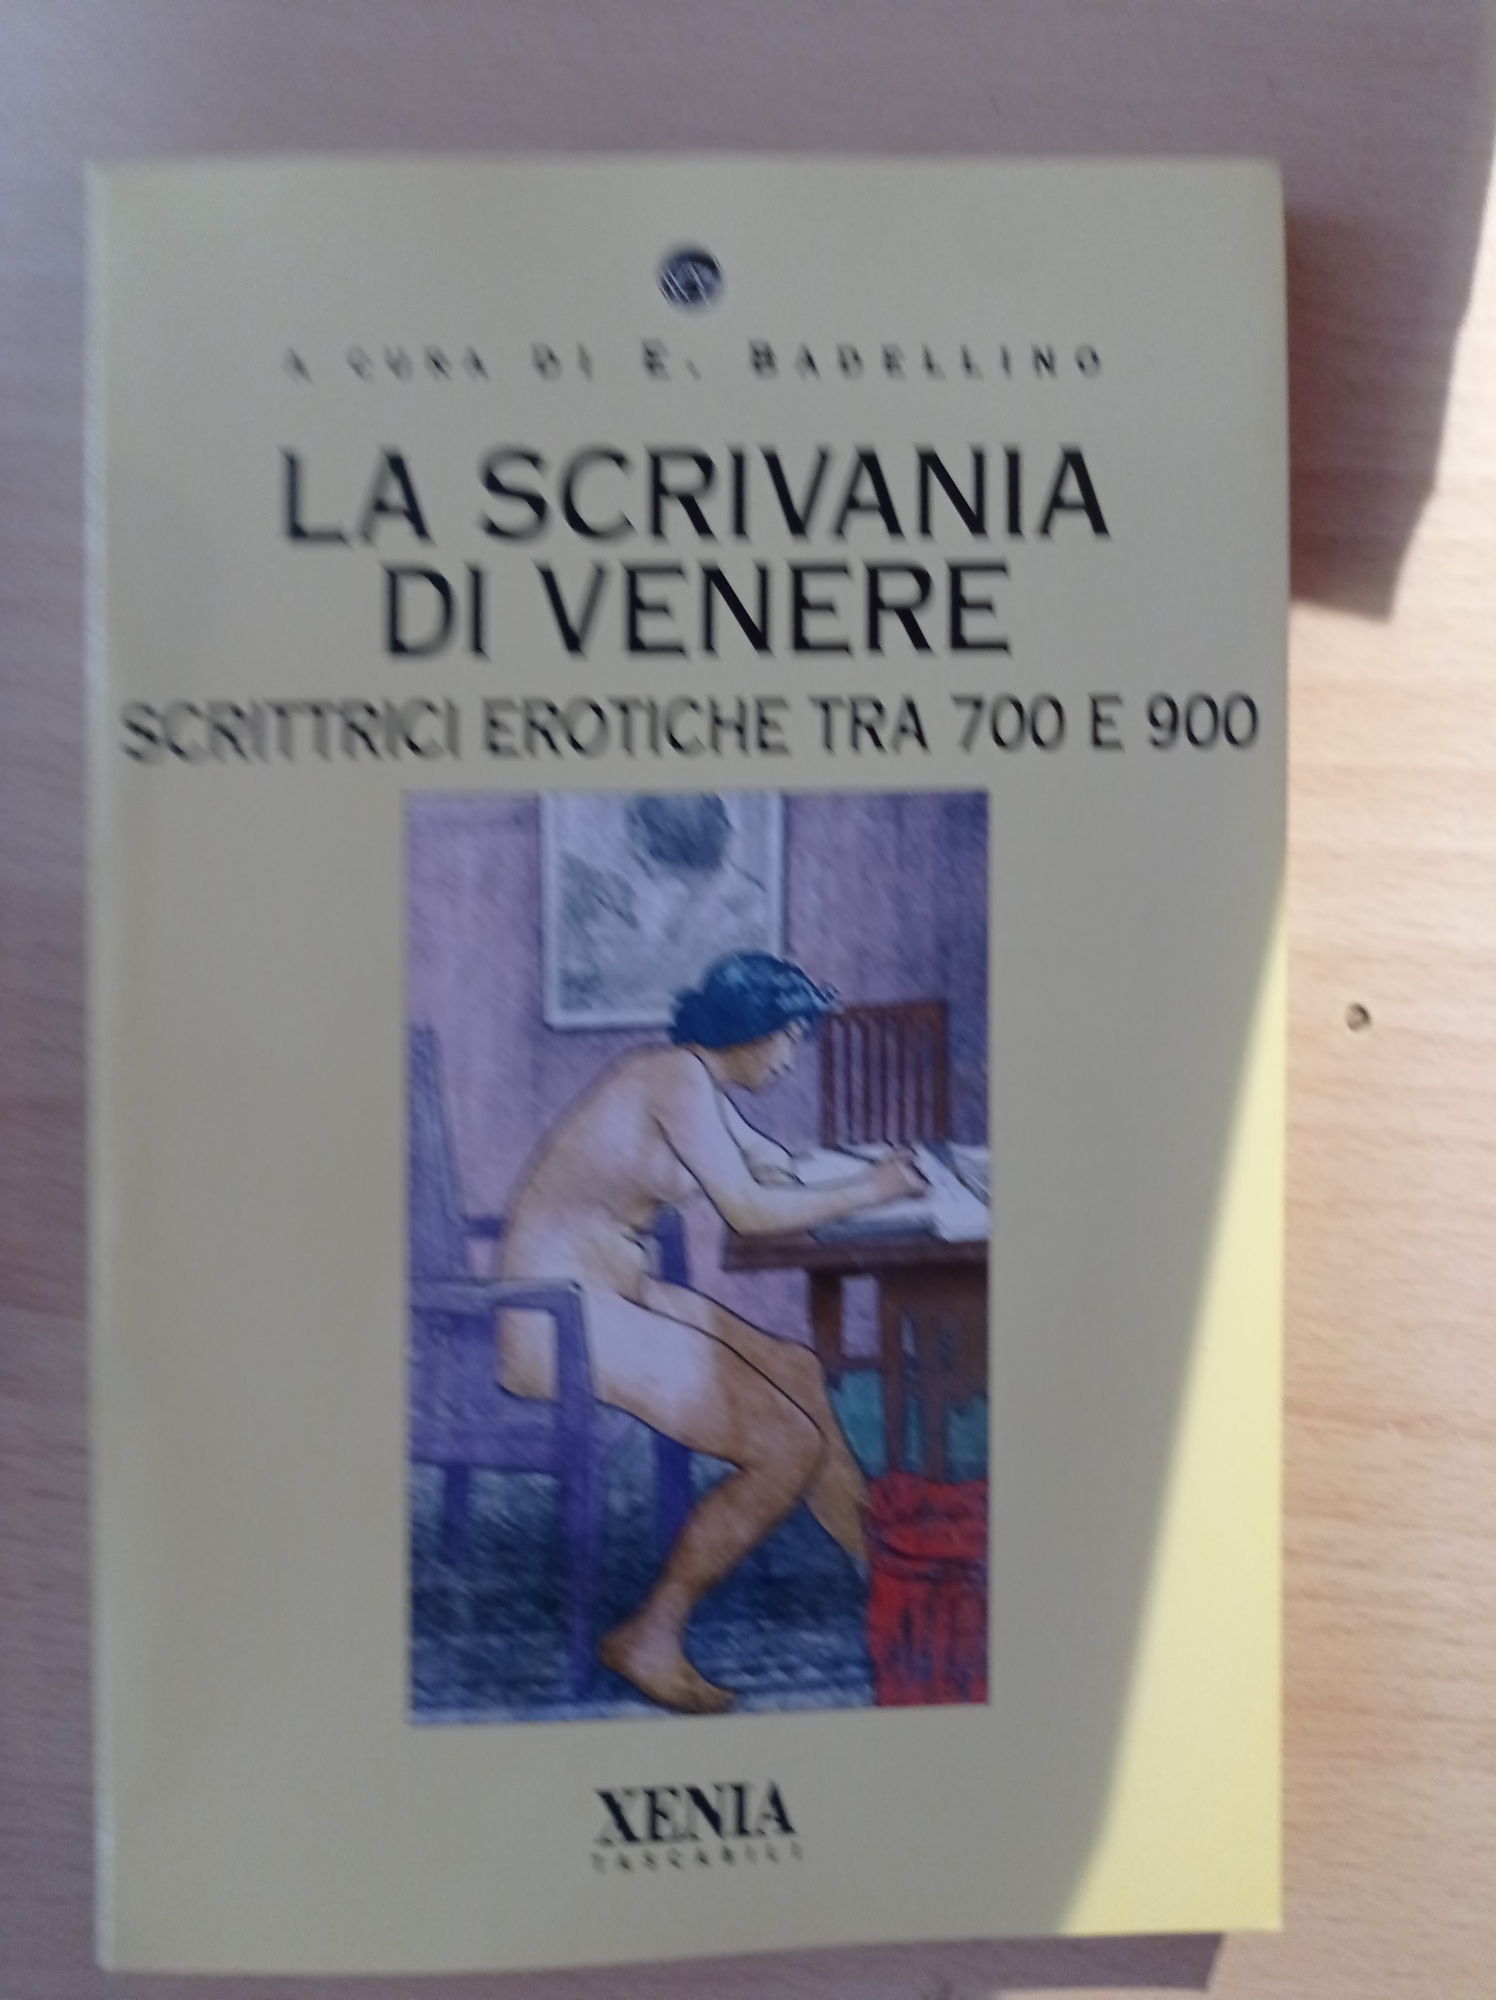 A CURA DI E. BADELLINO
LA SCRIVANIA
DI VENERE
SCRITTRICI EROTICHE TRA 700 E 900
XENIA
TASCABILI